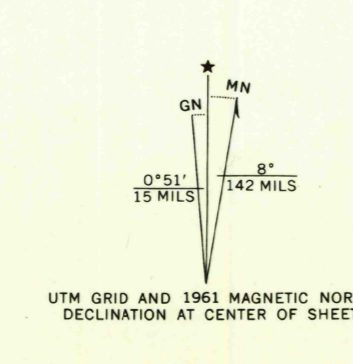 ★
MN
GN
0°51'
15 MILS
8°
142 MILS
UTM GRID AND 1961 MAGNETIC NOR
DECLINATION AT CENTER OF SHEET